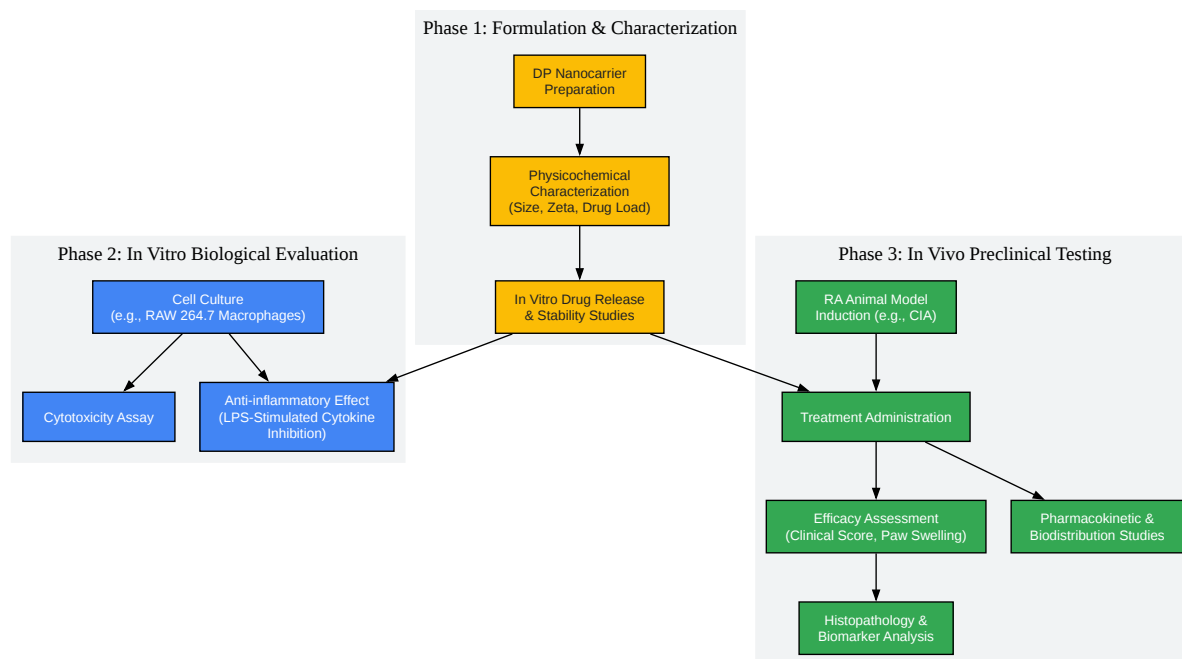 Phase 1: Formulation & Characterization
DP Nanocarrier
Preparation
Physicochemical
Characterization
(Size, Zeta, Drug Load)
In Vitro Drug Release
& Stability Studies
Phase 2: In Vitro Biological Evaluation
Cell Culture
(e.g., RAW 264.7 Macrophages)
Cytotoxicity Assay
Anti-inflammatory Effect
(LPS-Stimulated Cytokine
Inhibition)
Phase 3: In Vivo Preclinical Testing
RA Animal Model
Induction (e.g., CIA)
Treatment Administration
Efficacy Assessment
(Clinical Score, Paw Swelling)
Pharmacokinetic &
Biodistribution Studies
Histopathology &
Biomarker Analysis